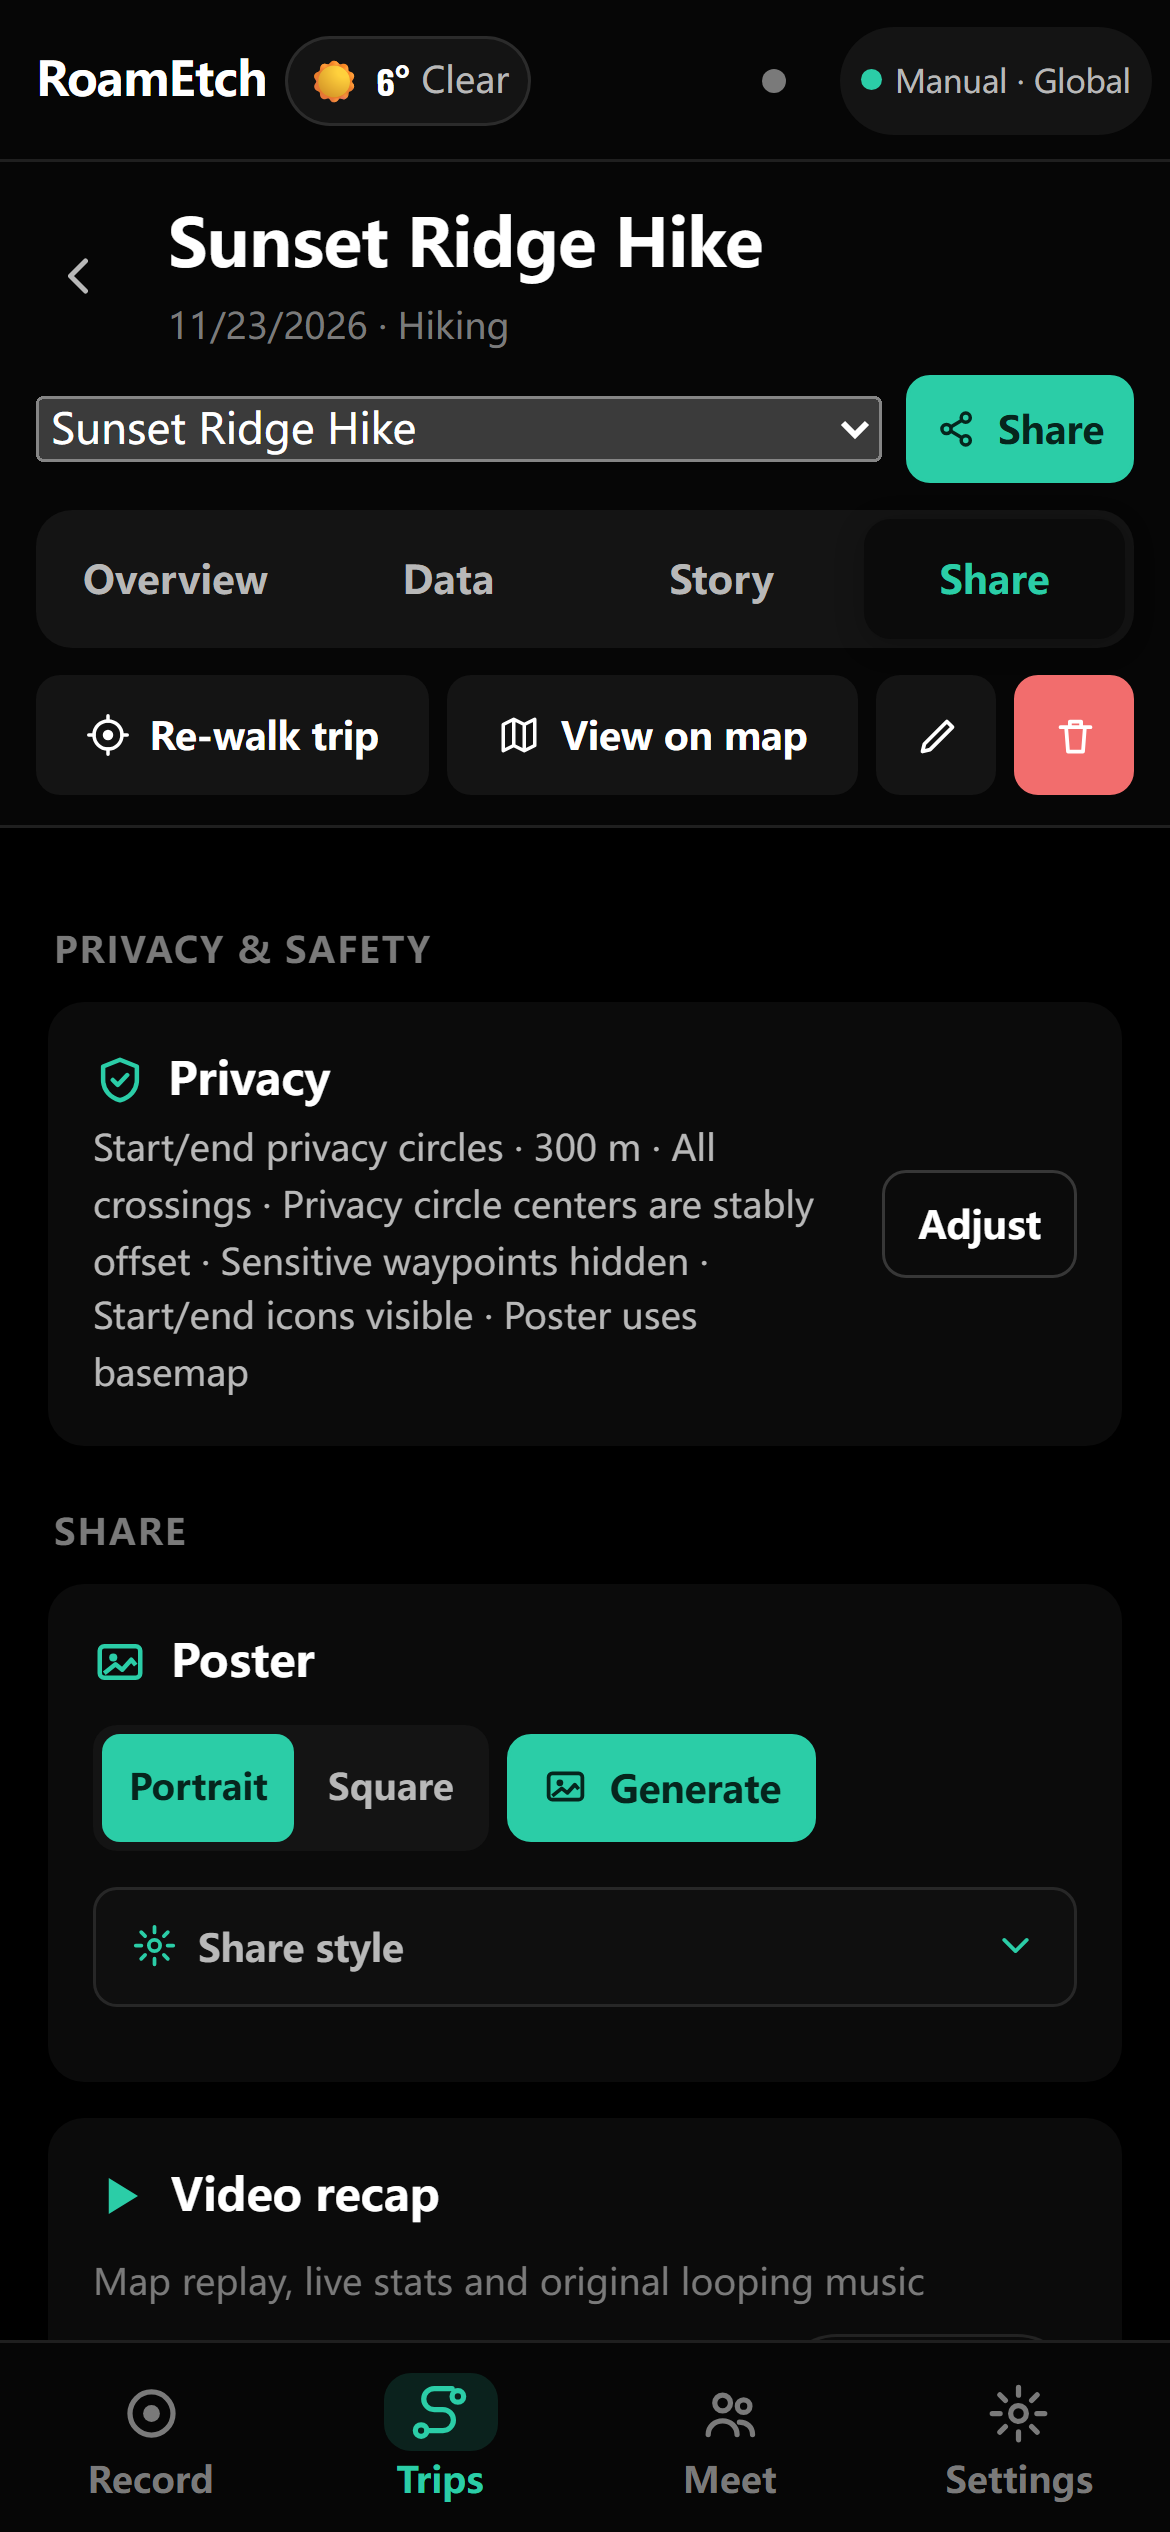 RoamEtch
6° Clear
Manual · Global
Sunset Ridge Hike
11/23/2026 · Hiking
Sunset Ridge Hike
Share
Overview Data Story Share
Re-walk trip View on map
PRIVACY & SAFETY
Privacy
Start/end privacy circles · 300 m · All
crossings · Privacy circle centers are stably
offset · Sensitive waypoints hidden ·
Start/end icons visible · Poster uses
basemap
Adjust
SHARE
Poster
Portrait Square Generate
Share style
Video recap
Map replay, live stats and original looping music
Record Trips Meet Settings